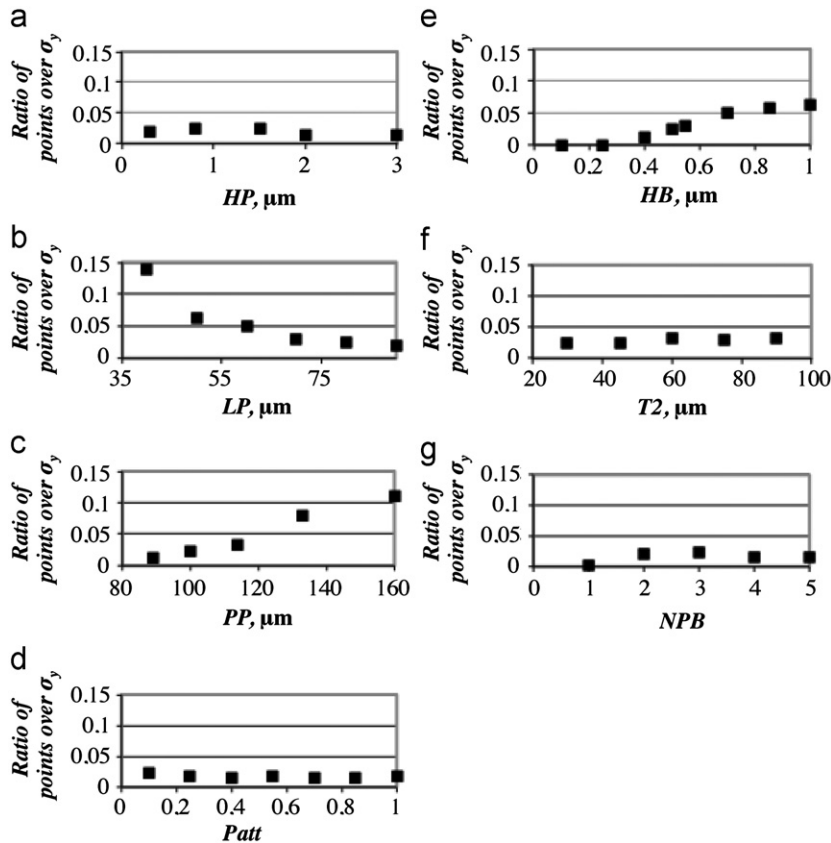 a
Ratio of
points over σy
0.15
0.1
0.05
0
0 1 2 3
HP, µm
b
Ratio of
points over σy
0.15
0.1
0.05
0
35 55 75
LP, µm
c
Ratio of
points over σy
0.15
0.1
0.05
0
80 100 120 140 160
PP, µm
d
Ratio of
points over σy
0.15
0.1
0.05
0
0 0.2 0.4 0.6 0.8 1
Patt
e
Ratio of
points over σy
0.15
0.1
0.05
0
0 0.2 0.4 0.6 0.8 1
HB, µm
f
Ratio of
points over σy
0.15
0.1
0.05
0
20 40 60 80 100
T2, µm
g
Ratio of
points over σy
0.15
0.1
0.05
0
0 1 2 3 4 5
NPB